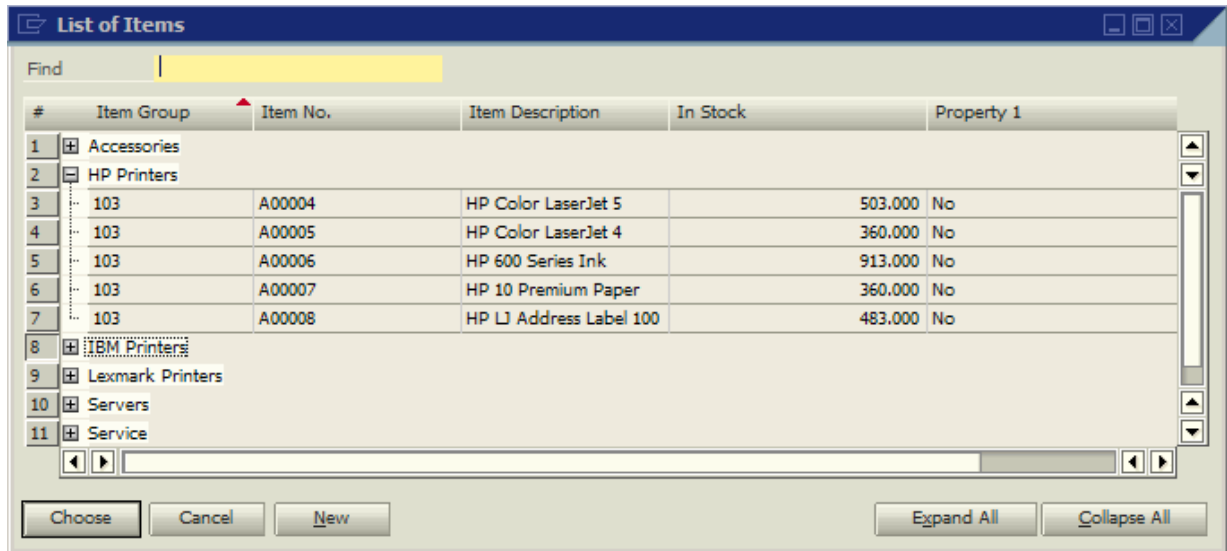 List of Items
Find
# Item Group Item No. Item Description In Stock Property 1
1 Accessories
2 HP Printers
3 103 A00004 HP Color LaserJet 5 503.000 No
4 103 A00005 HP Color LaserJet 4 360.000 No
5 103 A00006 HP 600 Series Ink 913.000 No
6 103 A00007 HP 10 Premium Paper 360.000 No
7 103 A00008 HP LJ Address Label 100 483.000 No
8 IBM Printers
9 Lexmark Printers
10 Servers
11 Service
Choose Cancel New Expand All Collapse All